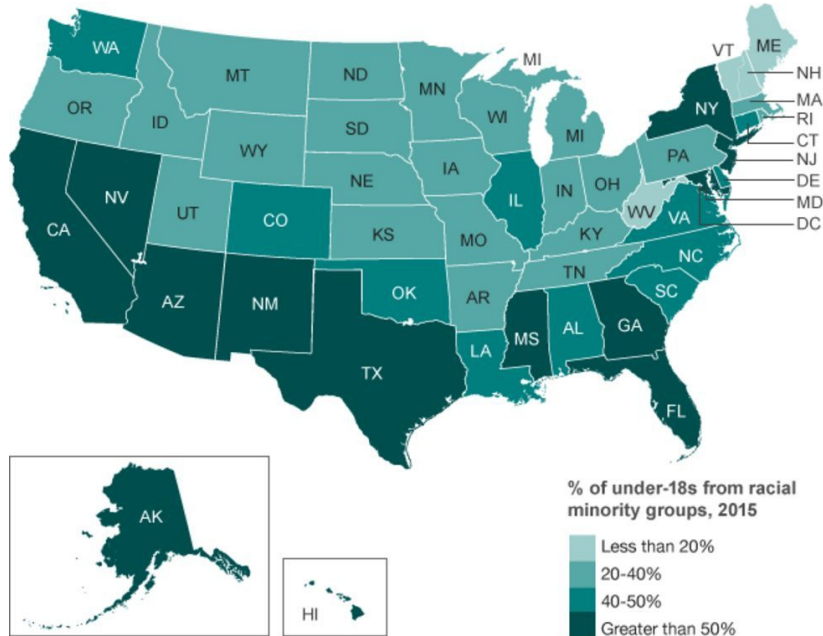 WA
MT
ND
MN
MI
VT
ME
NH
MA
RI
CT
NJ
DE
MD
DC
OR
ID
WY
SD
WI
MI
NY
PA
NV
UT
CO
NE
IA
IL
IN
OH
WV
VA
CA
KS
MO
KY
NC
TN
SC
AZ
NM
OK
AR
MS
AL
GA
LA
TX
FL
AK
HI
% of under-18s from racial
minority groups, 2015
Less than 20%
20-40%
40-50%
Greater than 50%